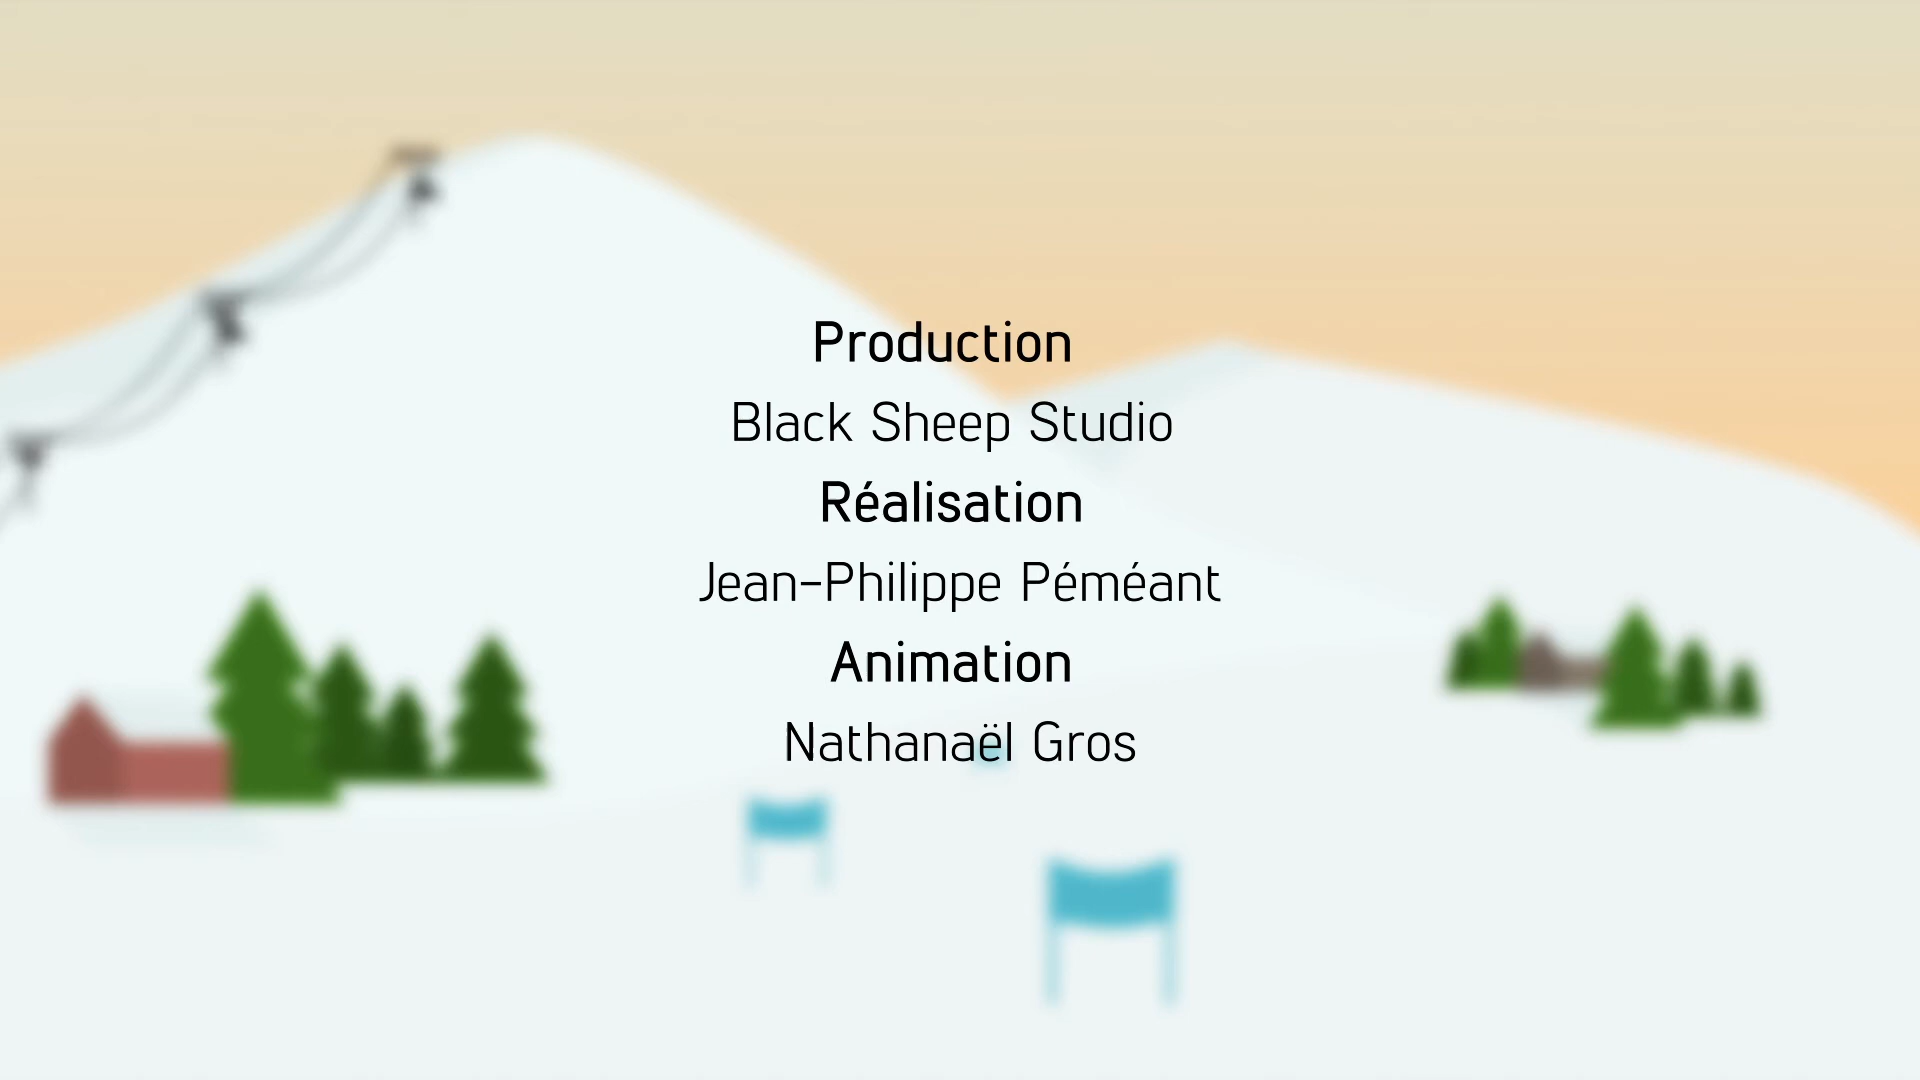 Production
Black Sheep Studio
Réalisation
Jean-Philippe Péméant
Animation
Nathanaël Gros